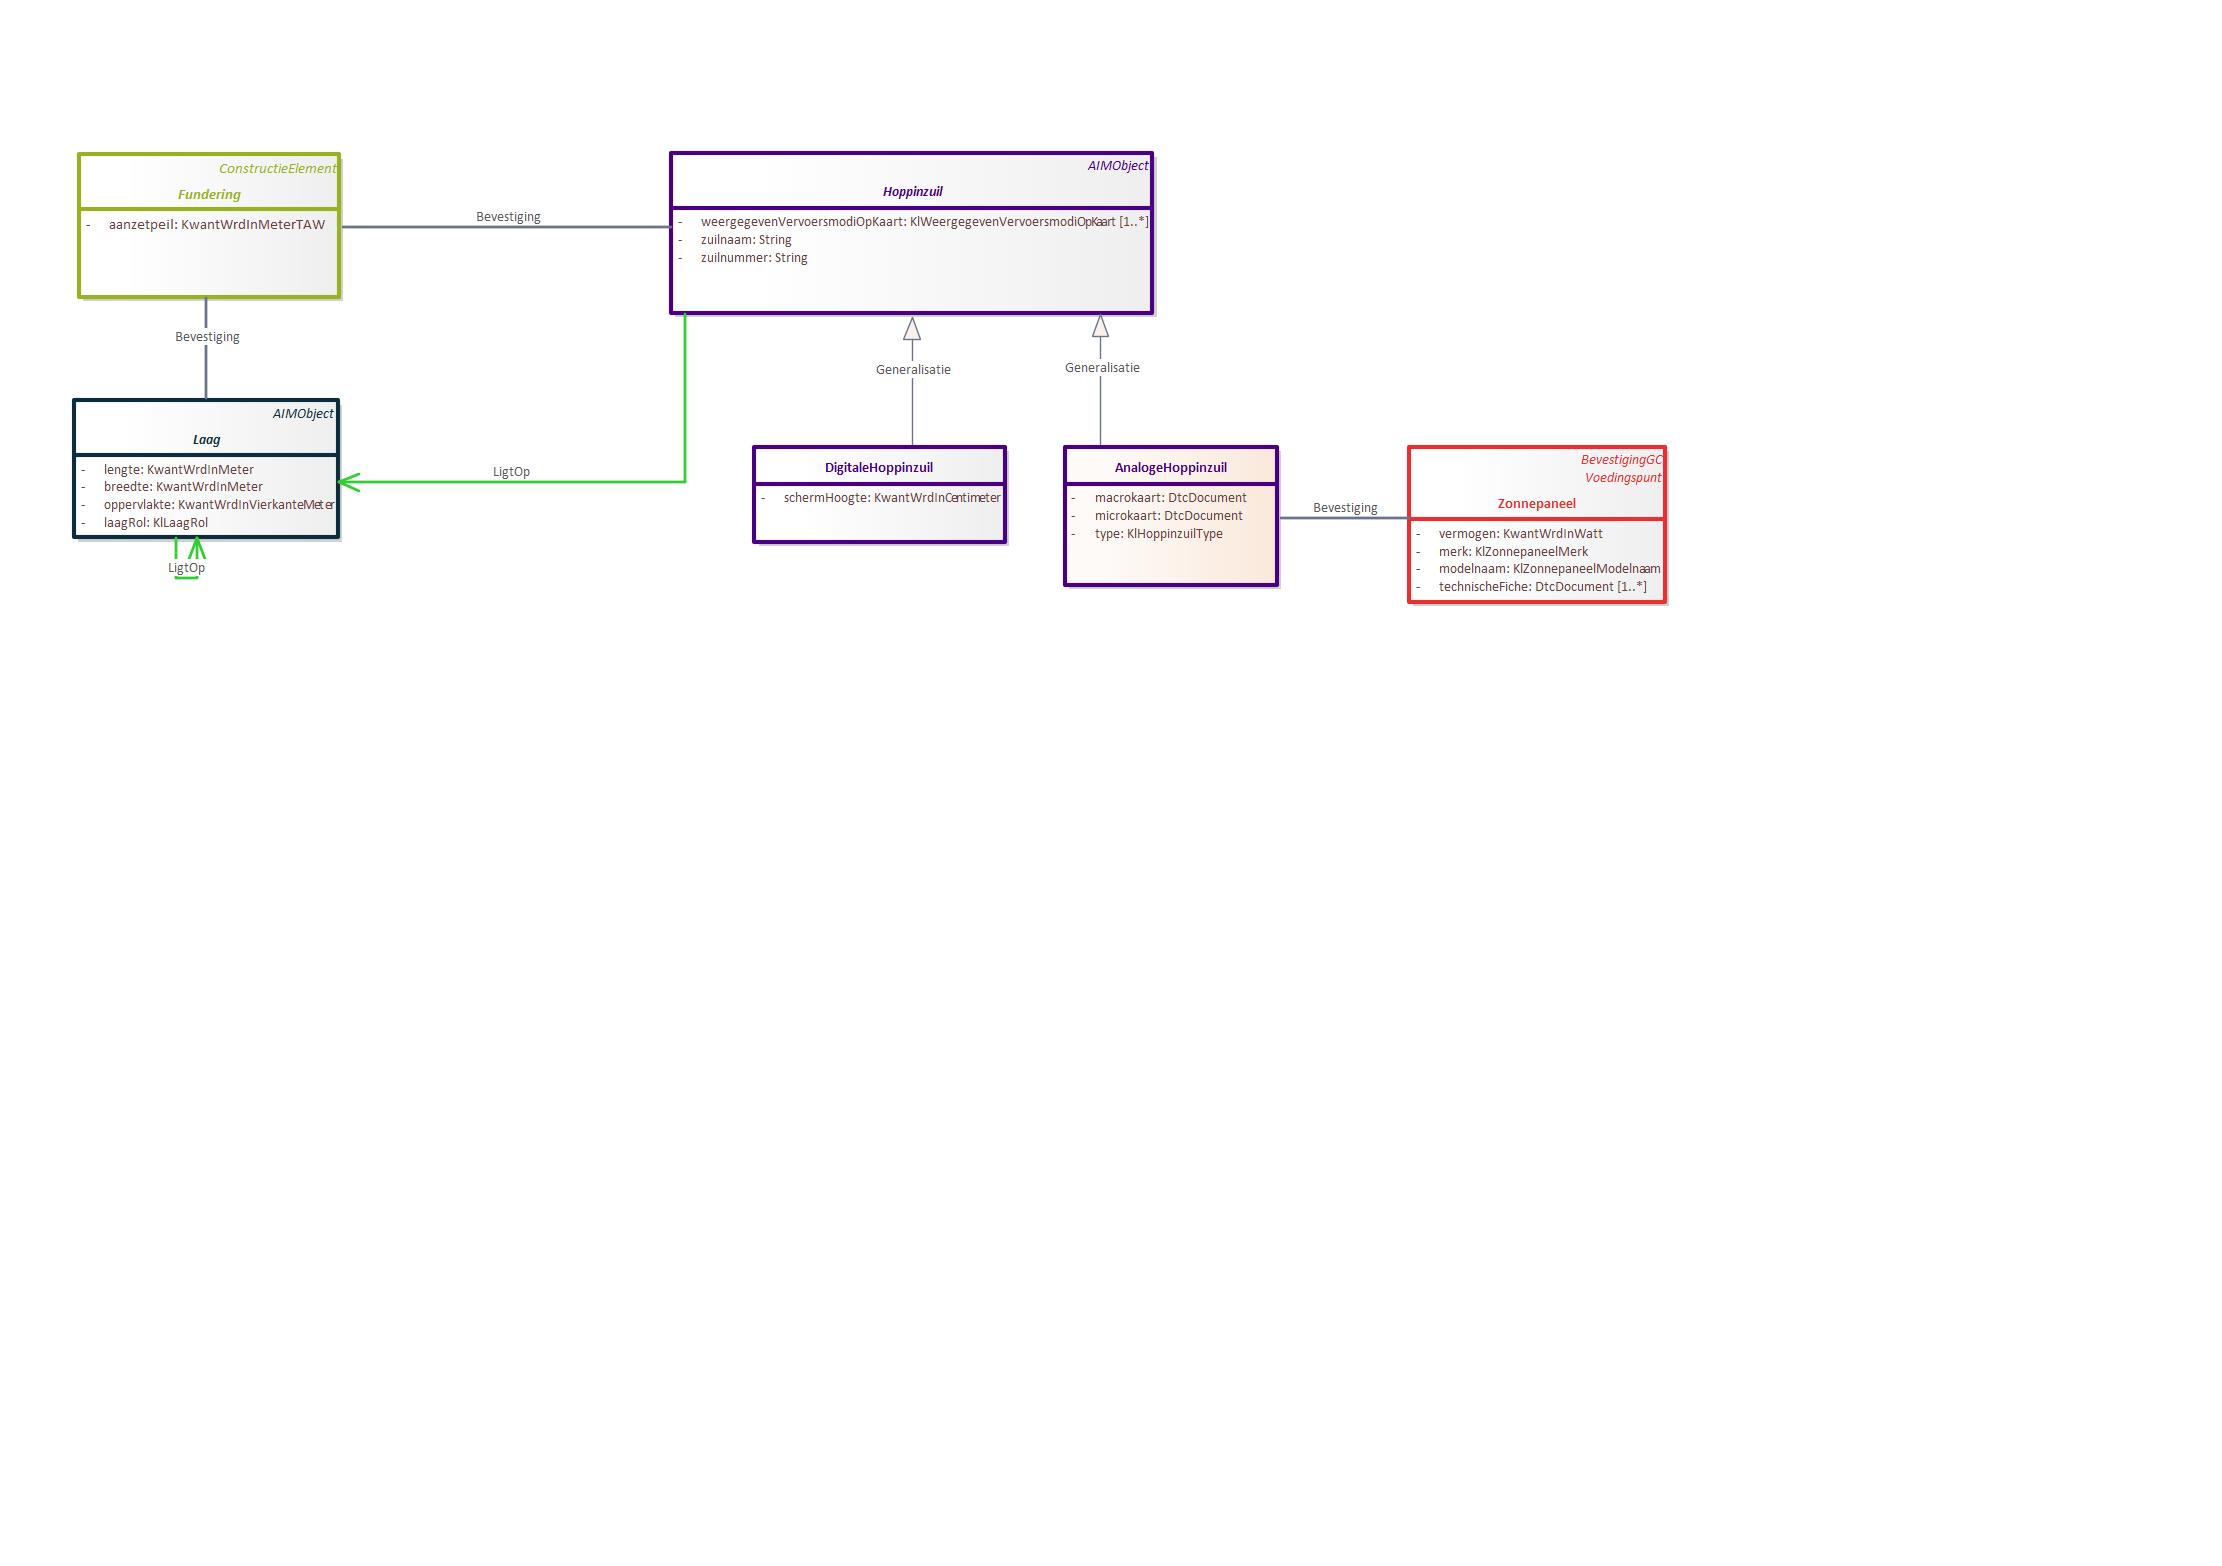 ConstructieElement
Fundering
- aanzetpeil: KwantWrdInMeterTAW
Bevestiging
AIMObject
Hoppinzuil
- weergegevenVervoersmodiOpKaart: KlWeergegevenVervoersmodiOpKaart [1..*]
- zuilnaam: String
- zuilnummer: String
Bevestiging
Generalisatie
Generalisatie
AIMObject
Laag
- lengte: KwantWrdInMeter
- breedte: KwantWrdInMeter
- oppervlakte: KwantWrdInVierkanteMeter
- laagRol: KlLaagRol
LigtOp
LigtOp
DigitaleHoppinzuil
- schermHoogte: KwantWrdInCentimeter
AnalogeHoppinzuil
- macrokaart: DtcDocument
- microkaart: DtcDocument
- type: KlHoppinzuilType
Bevestiging
BevestigingGC
Voedingspunt
Zonnepaneel
- vermogen: KwantWrdInWatt
- merk: KlZonnepaneelMerk
- modelnaam: KlZonnepaneelModelnaam
- technischeFiche: DtcDocument [1..*]